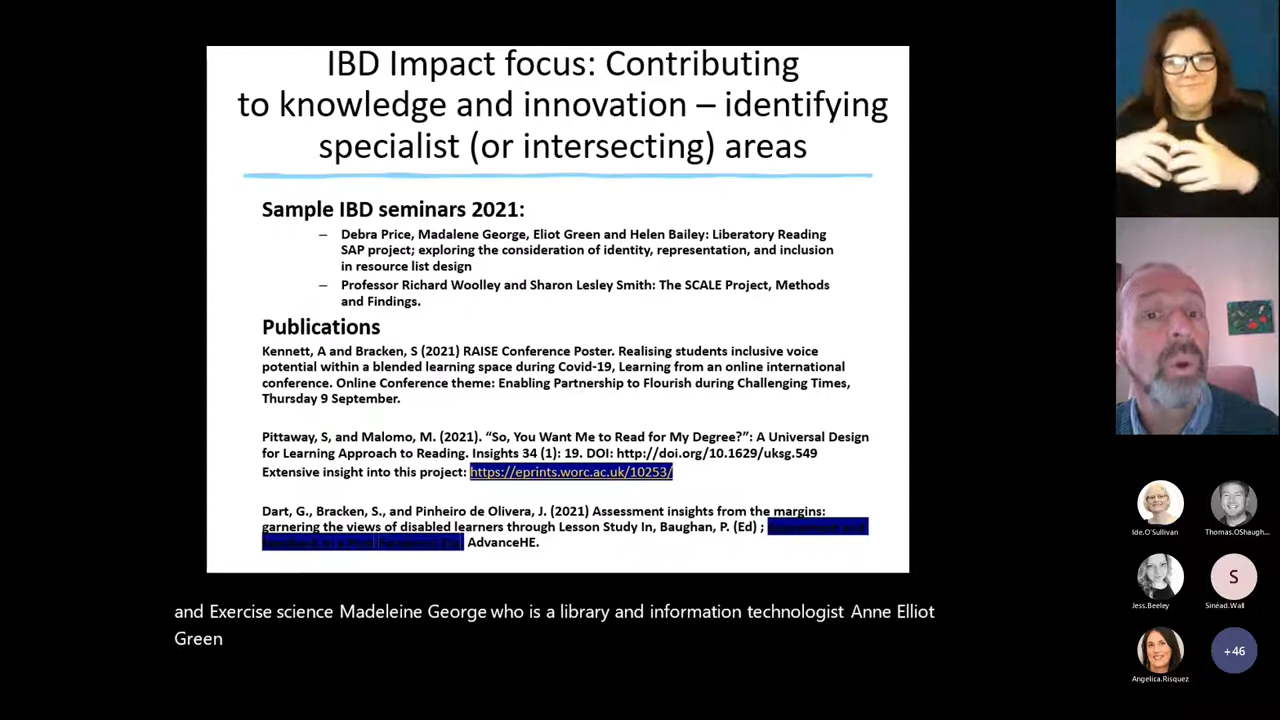 IBD Impact focus: Contributing
to knowledge and innovation – identifying
specialist (or intersecting) areas
Sample IBD seminars 2021:
– Debra Price, Madalene George, Eliot Green and Helen Bailey: Liberatory Reading
SAP project; exploring the consideration of identity, representation, and inclusion
in resource list design
– Professor Richard Woolley and Sharon Lesley Smith: The SCALE Project, Methods
and Findings.
Publications
Kennett, A and Bracken, S (2021) RAISE Conference Poster. Realising students inclusive voice
potential within a blended learning space during Covid-19, Learning from an online international
conference. Online Conference theme: Enabling Partnership to Flourish during Challenging Times,
Thursday 9 September.
Pittaway, S, and Malomo, M. (2021). “So, You Want Me to Read for My Degree?”: A Universal Design
for Learning Approach to Reading. Insights 34 (1): 19. DOI: http://doi.org/10.1629/uksg.549
Extensive insight into this project: https://eprints.worc.ac.uk/10253/
Dart, G., Bracken, S., and Pinheiro de Olivera, J. (2021) Assessment insights from the margins:
garnering the views of disabled learners through Lesson Study In, Baughan, P. (Ed) ;
AdvanceHE.
and Exercise science Madeleine George who is a library and information technologist Anne Elliot
Green
Ide.O'Sullivan
Thomas.OShaugh...
Jess.Beeley
S
Sinéad.Wall
Angelica.Risquez
+46